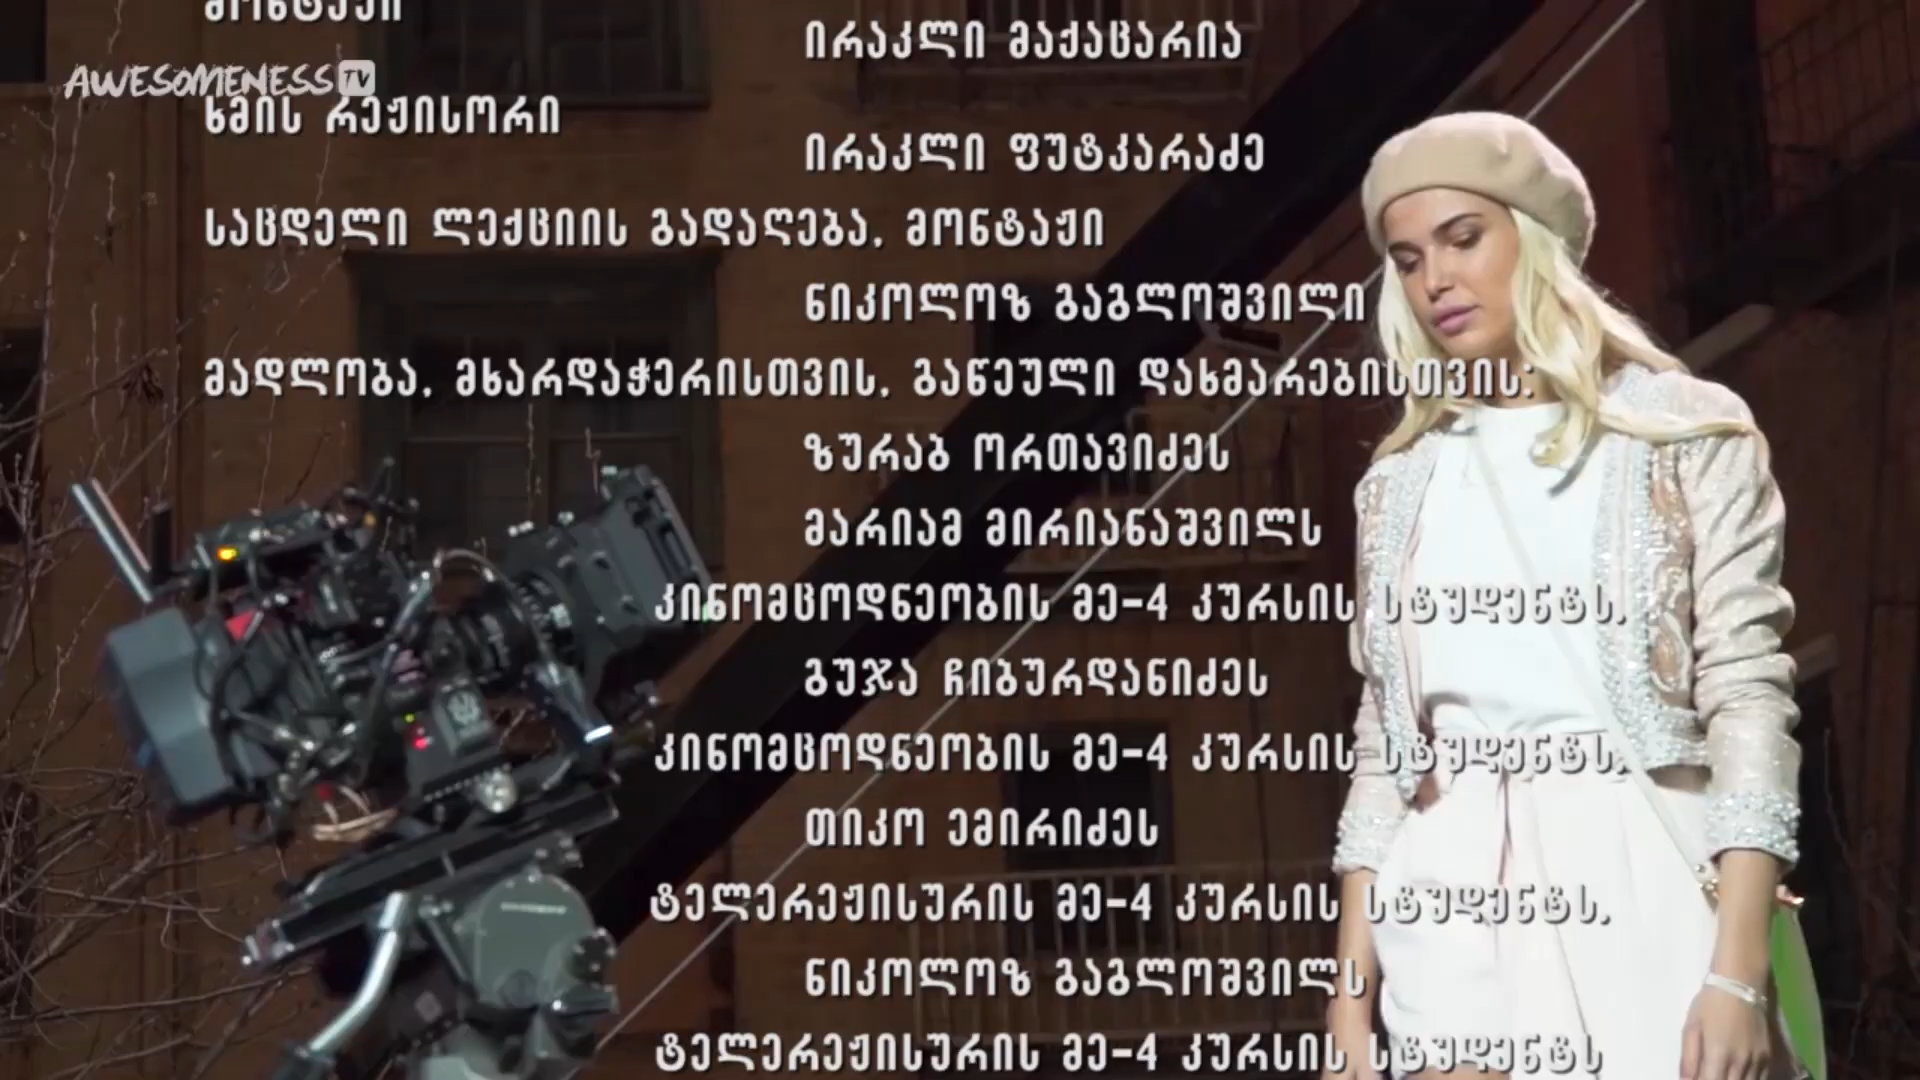 მონტაჟი
ირაკლი მაქაცარია
AWESOMENESS TV
ხმის რეჟისორი
ირაკლი ფუტკარაძე
საცდელი ლექციის გადაღება, მონტაჟი
ნიკოლოზ გაგლოშვილი
მადლობა, მხარდაჭერისთვის, გაწეული დახმარებისთვის:
ზურაბ ორთავიძეს
მარიამ მირიანაშვილს
კინომცოდნეობის მე-4 კურსის სტუდენტს,
გუჯა ჩიბურდანიძეს
კინომცოდნეობის მე-4 კურსის სტუდენტს,
თიკო ემირიძეს
ტელერეჟისურის მე-4 კურსის სტუდენტს,
ნიკოლოზ გაგლოშვილს
ტელერეჟისურის მე-4 კურსის სტუდენტს